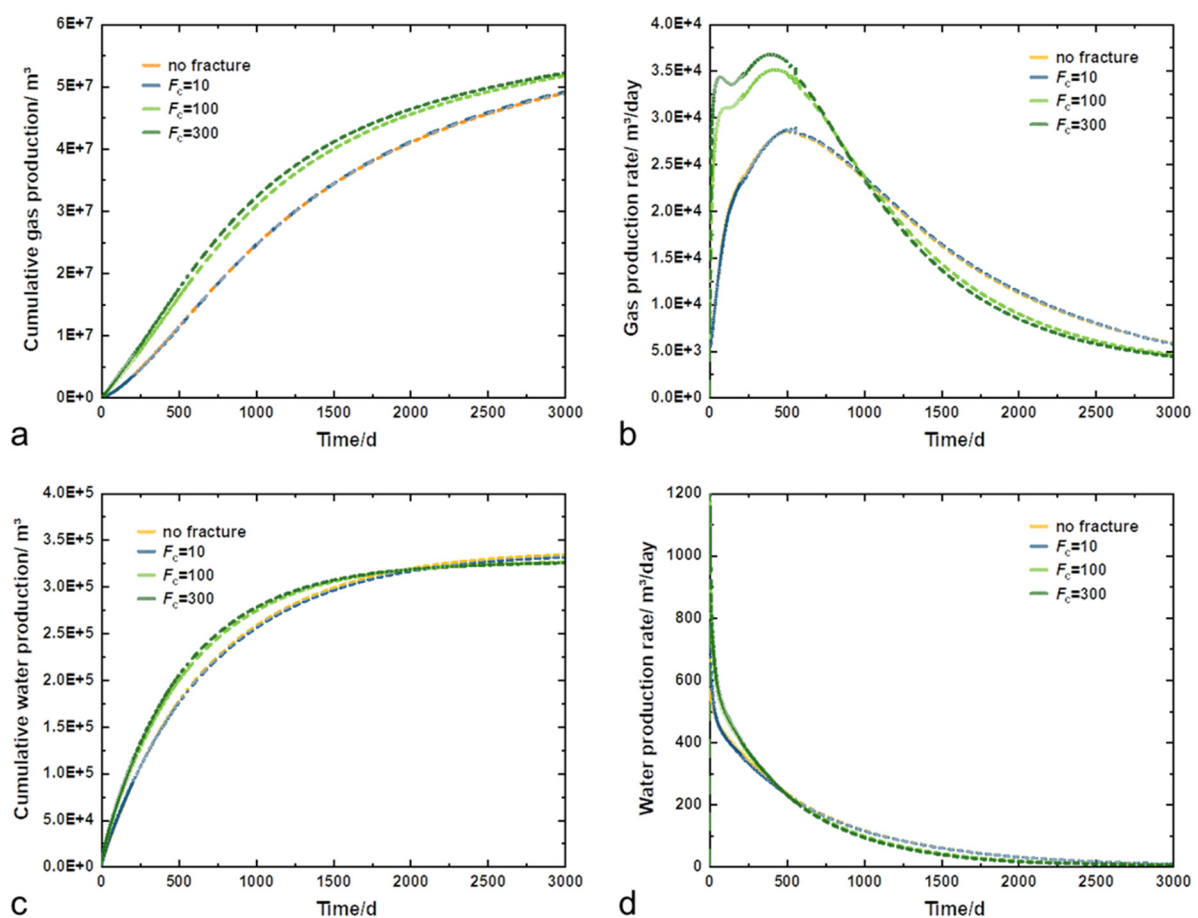 6E+7
5E+7
4E+7
3E+7
2E+7
1E+7
0E+0
Cumulative gas production/ m³
no fracture
Fc=10
Fc=100
Fc=300
0 500 1000 1500 2000 2500 3000
Time/d
a
4.0E+4
3.5E+4
3.0E+4
2.5E+4
2.0E+4
1.5E+4
1.0E+4
5.0E+3
0.0E+0
Gas production rate/ m³/day
no fracture
Fc=10
Fc=100
Fc=300
0 500 1000 1500 2000 2500 3000
Time/d
b
4.0E+5
3.5E+5
3.0E+5
2.5E+5
2.0E+5
1.5E+5
1.0E+5
5.0E+4
0.0E+0
Cumulative water production/ m³
no fracture
Fc=10
Fc=100
Fc=300
0 500 1000 1500 2000 2500 3000
Time/d
c
1200
1000
800
600
400
200
0
Water production rate/ m³/day
no fracture
Fc=10
Fc=100
Fc=300
0 500 1000 1500 2000 2500 3000
Time/d
d